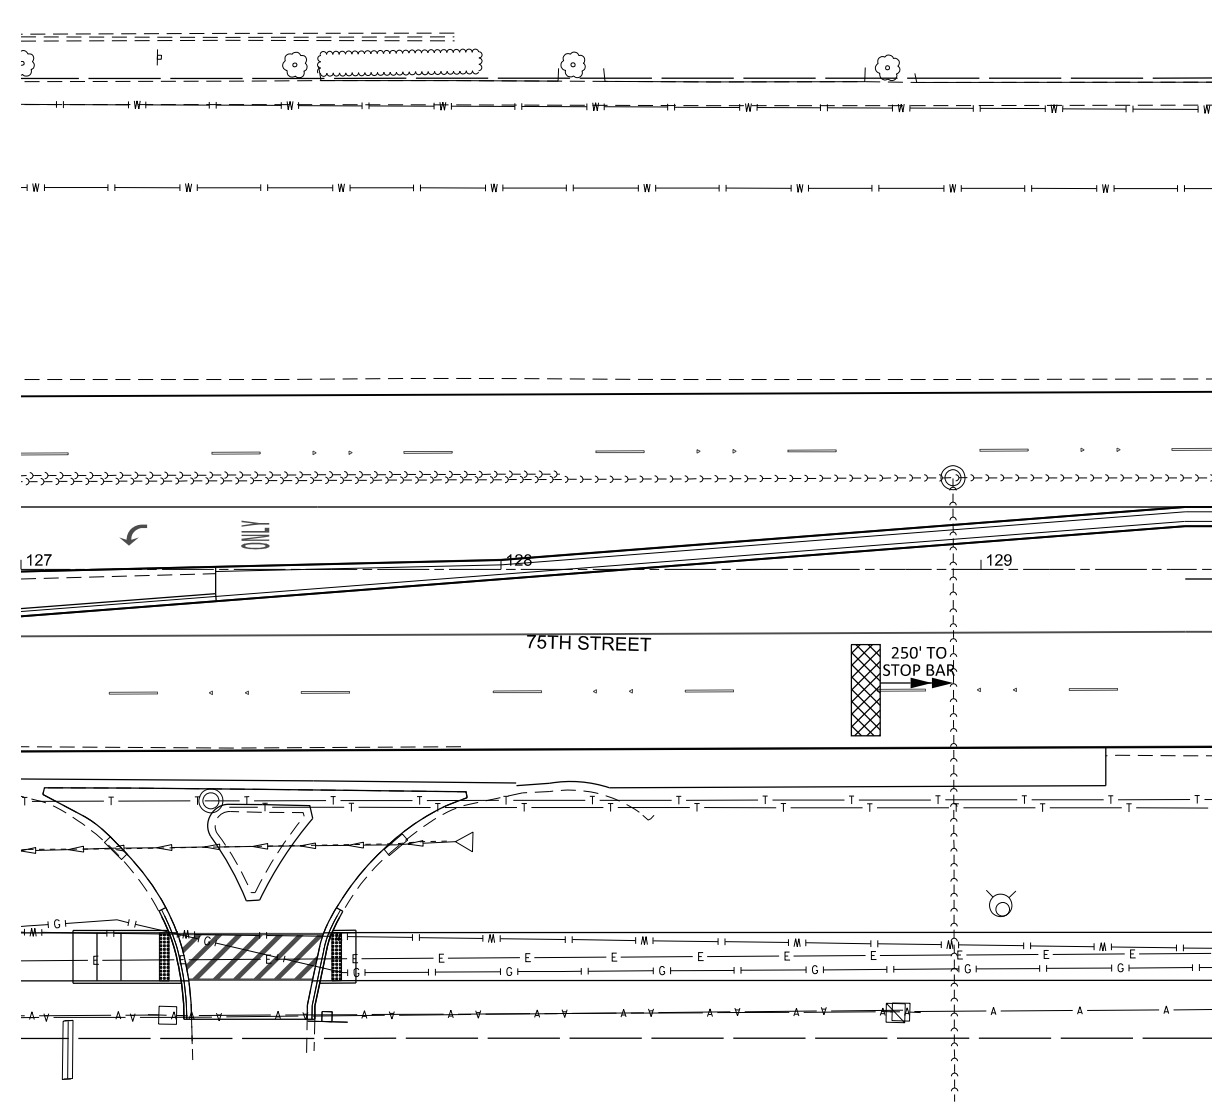 W W W W W W W W
W W W W W W W W
ONLY
127
128
129
75TH STREET
250' TO
STOP BAR
T T T T T T T T T T T T T T
T T T T T T T T T T
G
W W W W W W W
G
E E E E E E E E E E E E E
G G G G G
A A A A A A A A A A A A A A A A A A A A A A A